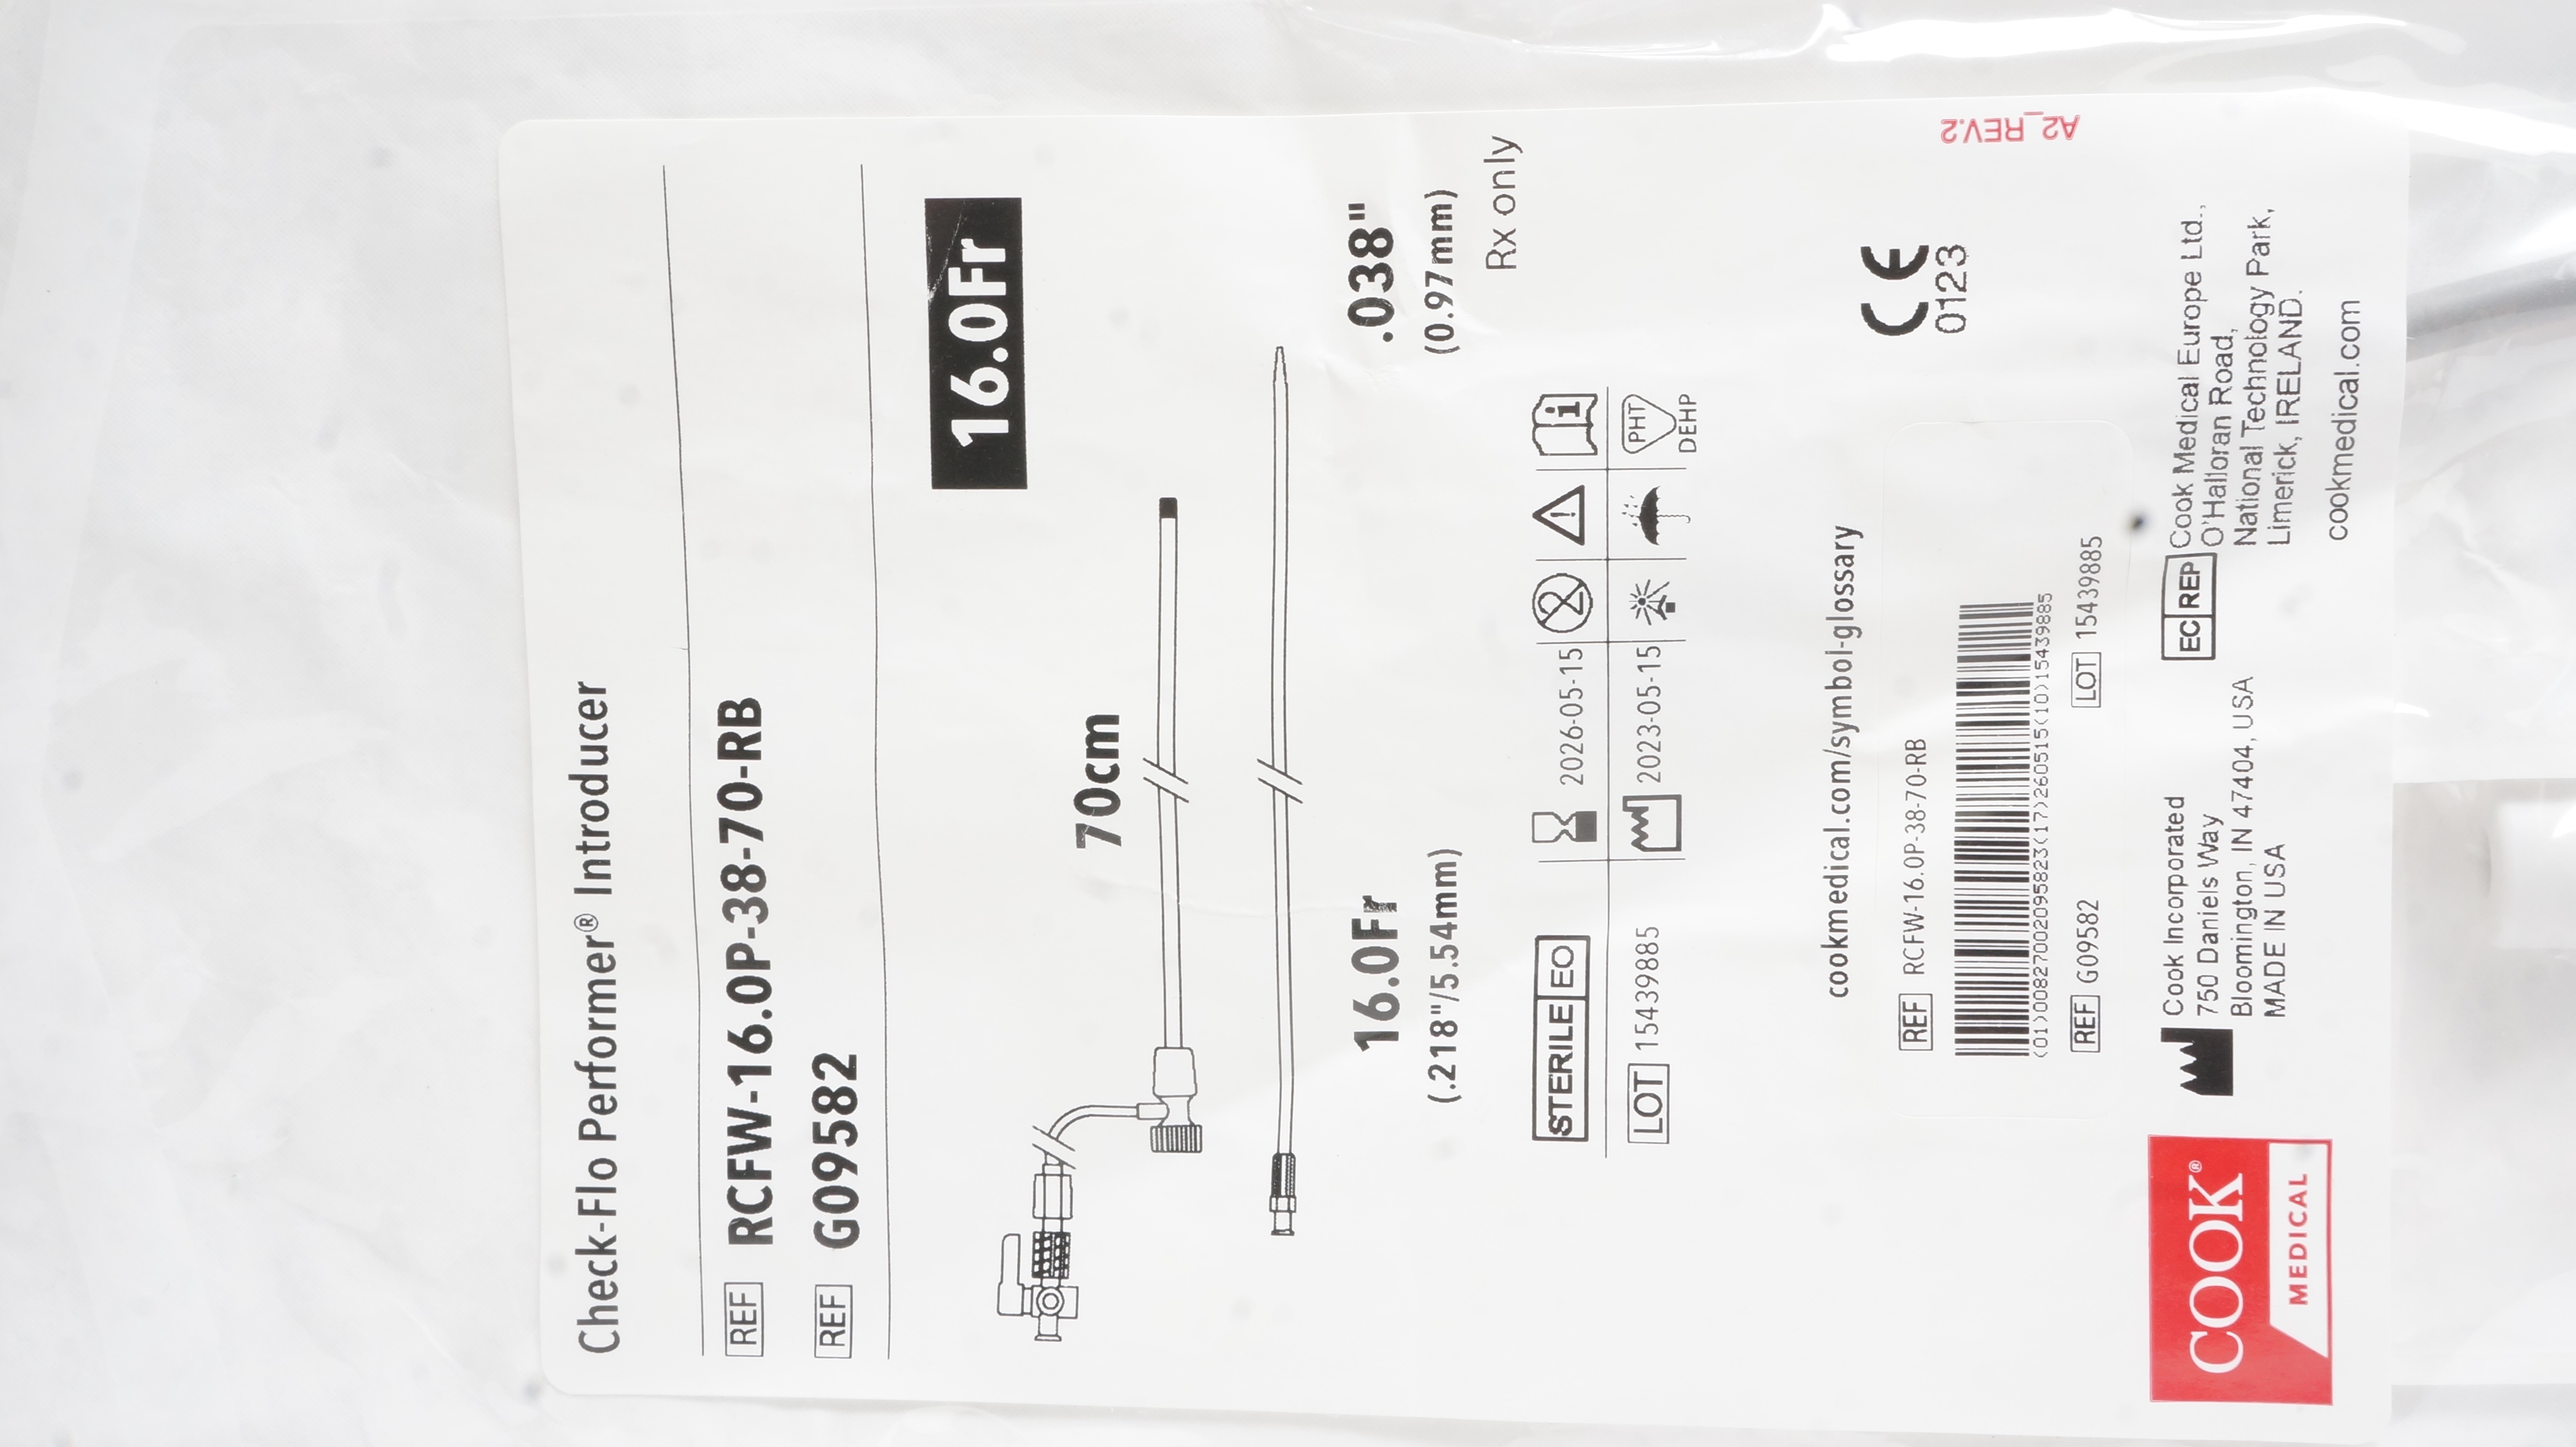 Check-Flo Performer® Introducer
REF RCFW-16.0P-38-70-RB
REF G09582
16.0Fr
70cm
16.0Fr .038"
(.218"/5.54mm) (0.97mm)
Rx only
STERILE EO 2026-05-15
LOT 15439885 2023-05-15 PHT
DEHP
cookmedical.com/symbol-glossary
CE
0123
REF RCFW-16.0P-38-70-RB
(01)00827002095823(17)260515(10)15439885
REF G09582 LOT 15439885
A2_REV.2
COOK®
MEDICAL
Cook Incorporated
750 Daniels Way
Bloomington, IN 47404, USA
MADE IN USA
EC REP Cook Medical Europe Ltd.,
O'Halloran Road,
National Technology Park,
Limerick, IRELAND.
cookmedical.com